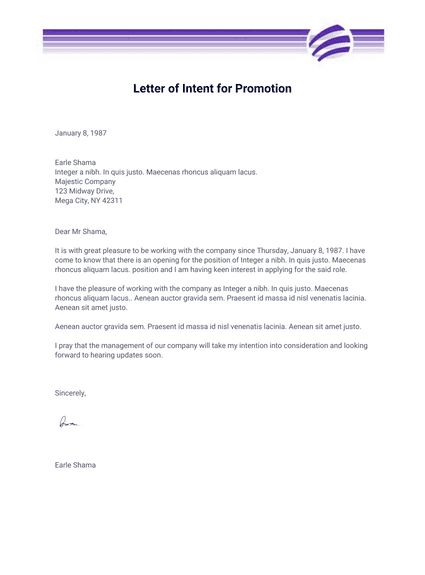 Letter of Intent for Promotion
January 8, 1987
Earle Shama
Integer a nibh. In quis justo. Maecenas rhoncus aliquam lacus.
Majestic Company
123 Midway Drive,
Mega City, NY 42311
Dear Mr Shama,
It is with great pleasure to be working with the company since Thursday, January 8, 1987. I have
come to know that there is an opening for the position of Integer a nibh. In quis justo. Maecenas
rhoncus aliquam lacus. position and I am having keen interest in applying for the said role.
I have the pleasure of working with the company as Integer a nibh. In quis justo. Maecenas
rhoncus aliquam lacus.. Aenean auctor gravida sem. Praesent id massa id nisl venenatis lacinia.
Aenean sit amet justo.
Aenean auctor gravida sem. Praesent id massa id nisl venenatis lacinia. Aenean sit amet justo.
I pray that the management of our company will take my intention into consideration and looking
forward to hearing updates soon.
Sincerely,
Earle Shama